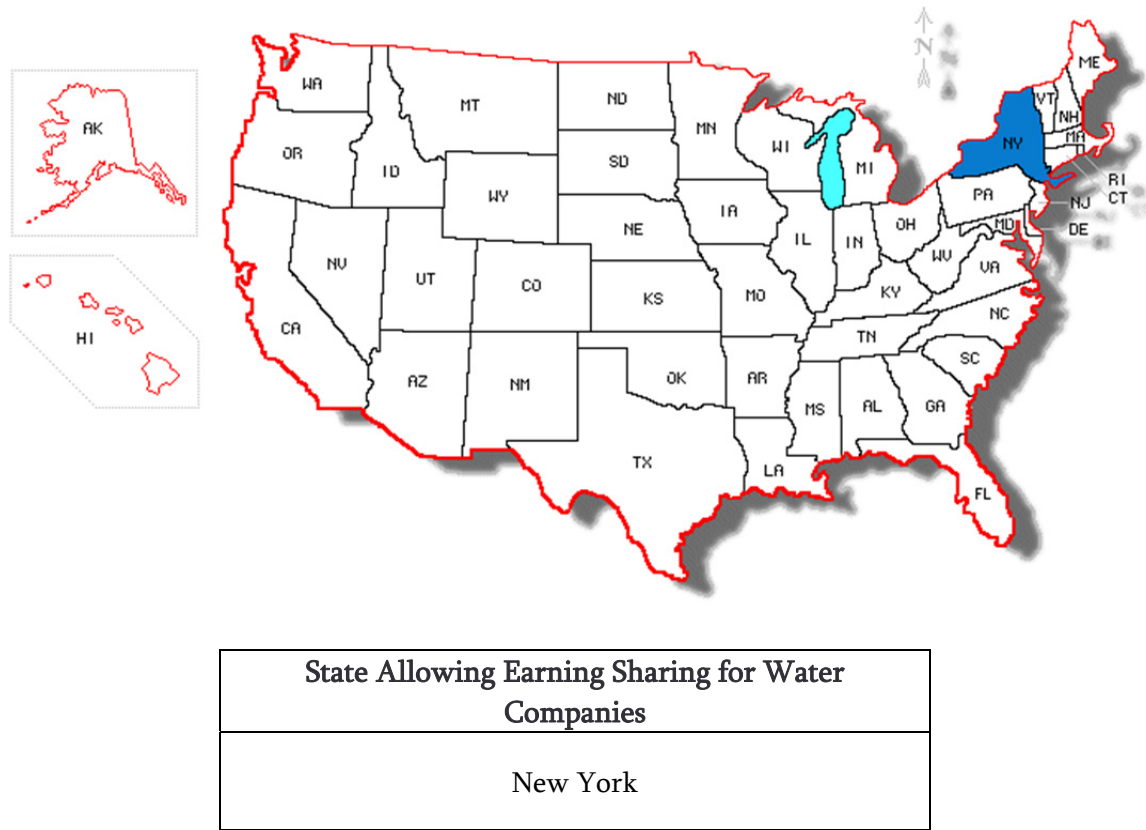 N
ME
WA
VT
MT
ND
NH
AK
MN
MA
OR
WI
NY
ID
SD
MI
RI
WY
PA
CT
NJ
IA
NE
OH
MD
DE
IL
IN
WV
NV
UT
CO
VA
KS
MO
KY
CA
NC
HI
TN
SC
AZ
NM
OK
AR
GA
MS
AL
TX
LA
FL
State Allowing Earning Sharing for Water
Companies
New York